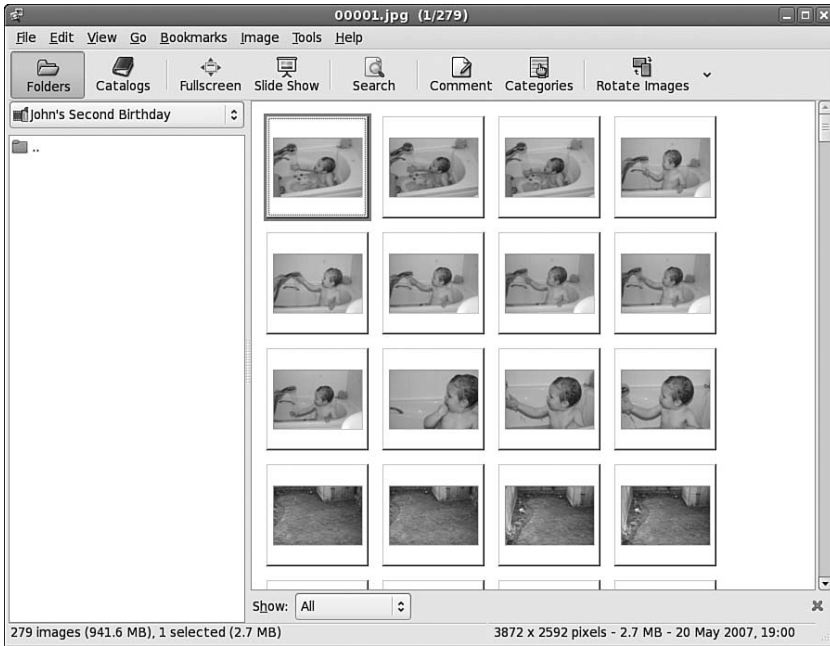 00001.jpg (1/279)
File Edit View Go Bookmarks Image Tools Help
Folders Catalogs Fullscreen Slide Show Search Comment Categories Rotate Images
John's Second Birthday
..
Show: All
279 images (941.6 MB), 1 selected (2.7 MB) 3872 x 2592 pixels - 2.7 MB - 20 May 2007, 19:00